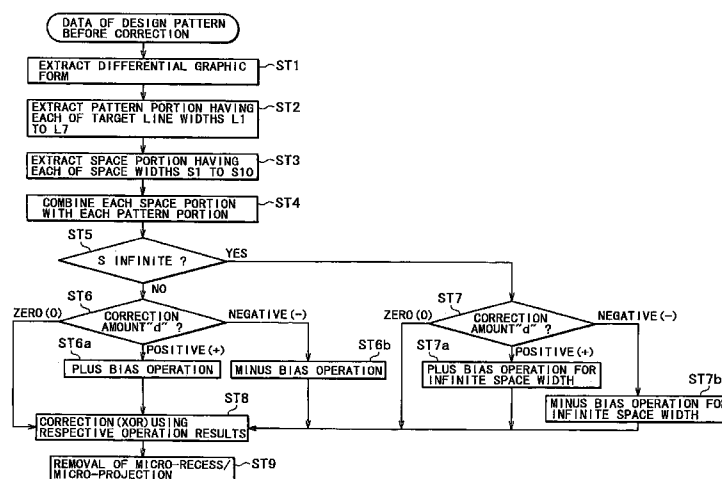 DATA OF DESIGN PATTERN
BEFORE CORRECTION
EXTRACT DIFFERENTIAL GRAPHIC
FORM
ST1
EXTRACT PATTERN PORTION HAVING
EACH OF TARGET LINE WIDTHS L1
TO L7
ST2
EXTRACT SPACE PORTION HAVING
EACH OF SPACE WIDTHS S1 TO S10
ST3
COMBINE EACH SPACE PORTION
WITH EACH PATTERN PORTION
ST4
ST5
S INFINITE ?
YES
NO
ST6
ZERO(0)
CORRECTION
AMOUNT"d" ?
NEGATIVE(-)
POSITIVE(+)
ST7
ZERO(0)
CORRECTION
AMOUNT"d" ?
NEGATIVE(-)
POSITIVE(+)
ST6a
PLUS BIAS OPERATION
ST6b
MINUS BIAS OPERATION
ST7a
PLUS BIAS OPERATION FOR
INFINITE SPACE WIDTH
ST7b
MINUS BIAS OPERATION FOR
INFINITE SPACE WIDTH
ST8
CORRECTION(XOR)USING
RESPECTIVE OPERATION RESULTS
REMOVAL OF MICRO-RECESS/
MICRO-PROJECTION
ST9